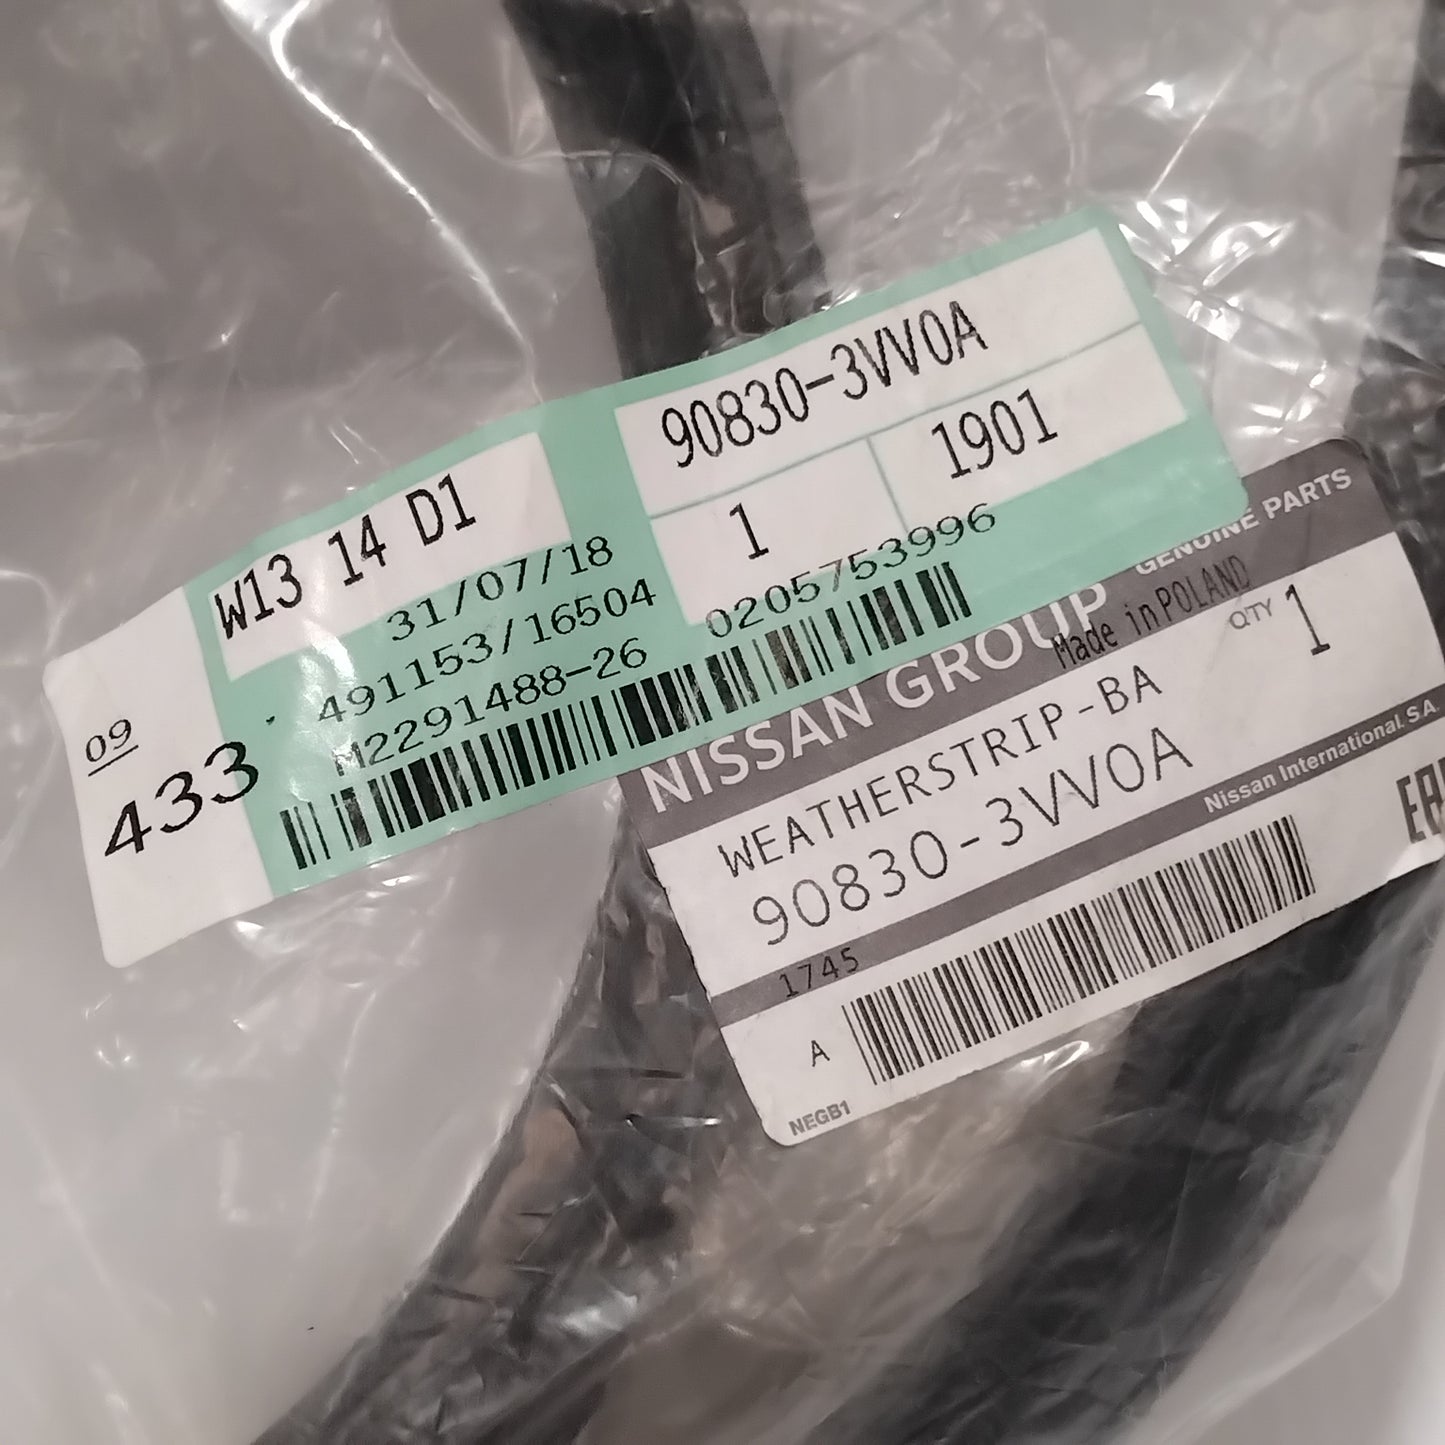 90830-3VV0A
W13 14 D1
1
1901
31/07/18
491153/16504
M2291488-26
0205753996
09
433
NISSAN GROUP
GENUINE PARTS
Made in POLAND
QTY 1
WEATHERSTRIP-BA
90830-3VV0A
Nissan International S.A.
1745
A
NEGB1